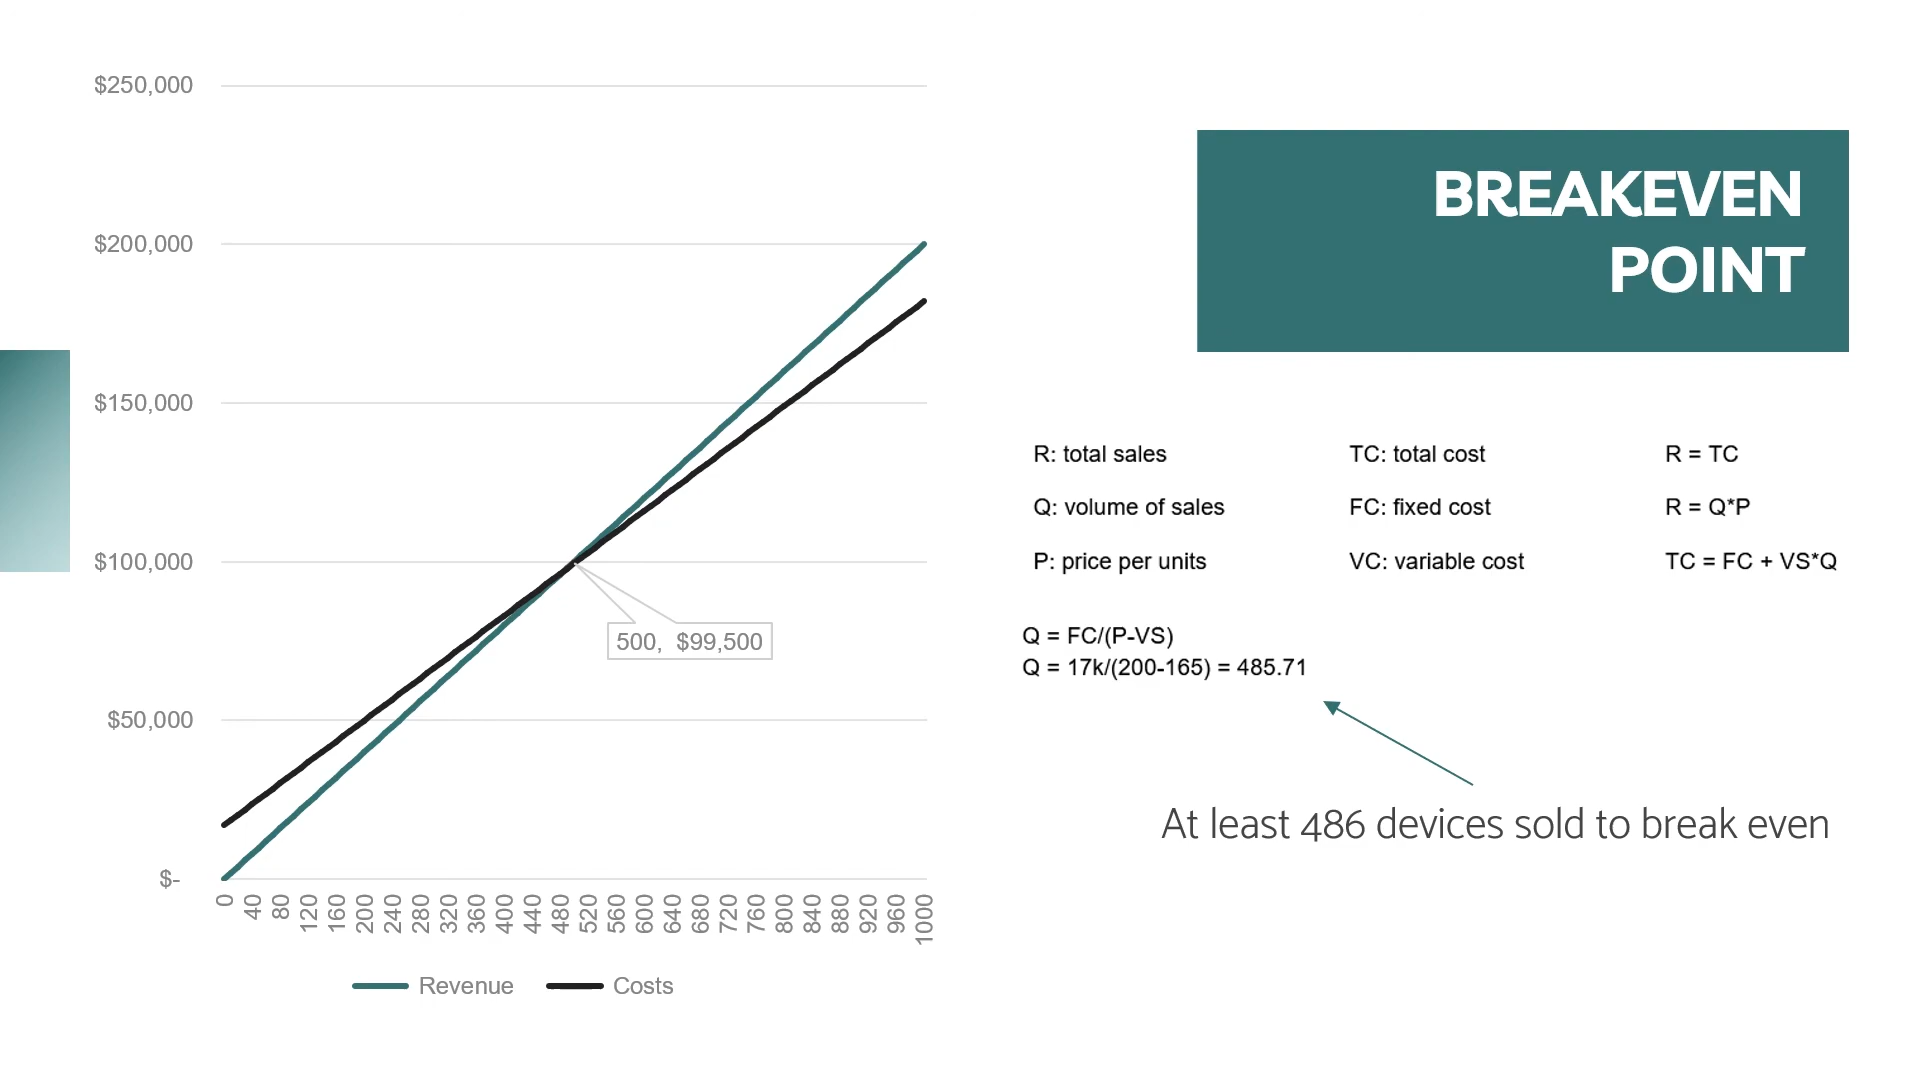 BREAKEVEN
POINT
$250,000
$200,000
$150,000
$100,000
$50,000
$-
500, $99,500
0 40 80 120 160 200 240 280 320 360 400 440 480 520 560 600 640 680 720 760 800 840 880 920 960 1000
Revenue Costs
R: total sales TC: total cost R = TC
Q: volume of sales FC: fixed cost R = Q*P
P: price per units VC: variable cost TC = FC + VS*Q
Q = FC/(P-VS)
Q = 17k/(200-165) = 485.71
At least 486 devices sold to break even